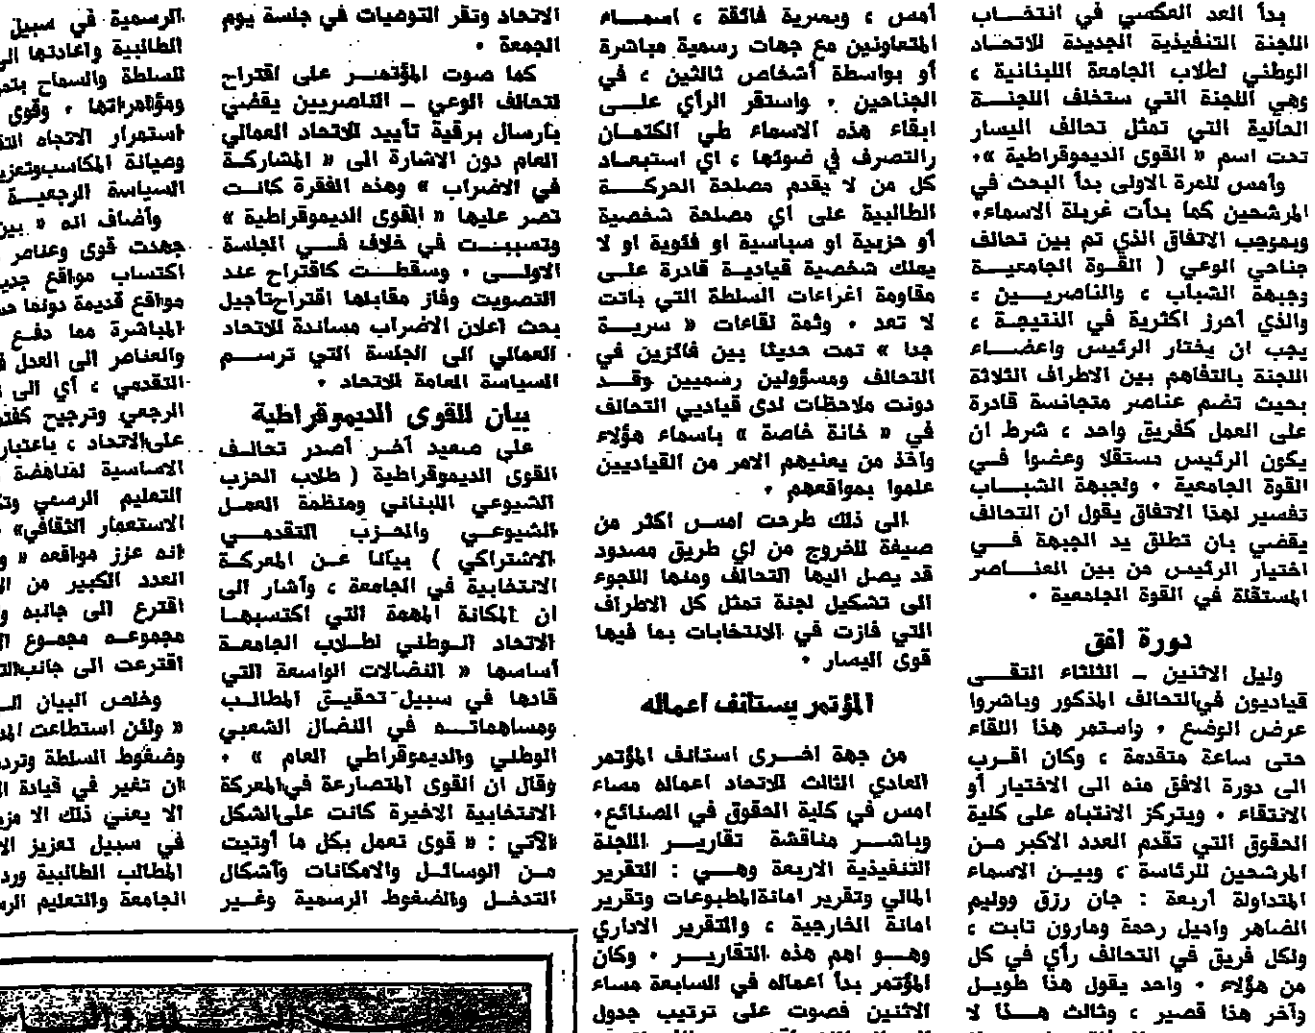 بدأ العد العكسي في انتخاب
اللجنة التنفيذية الجديدة للاتحاد
الوطني لطلاب الجامعة اللبنانية ،
وهي اللجنة التي ستخلف اللجنة
الحالية التي تمثل تحالف اليسار
تحت اسم « القوى الديموقراطية ».
وأمس للمرة الاولى بدأ البحث في
المرشحين كما بدأت غربلة الاسماء.
وبموجب الاتفاق الذي تم بين تحالف
جناحي الوعي ( القوة الجامعية
وجبهة الشباب ، والناصريين ،
والذي أحرز اكثرية في النتيجة ،
يجب ان يختار الرئيس واعضاء
اللجنة بالتفاهم بين الاطراف الثلاثة
بحيث تضم عناصر متجانسة قادرة
على العمل كفريق واحد ، شرط ان
يكون الرئيس مستقلا وعضوا في
القوة الجامعية . ولجبهة الشباب
تفسير لهذا الاتفاق يقول ان التحالف
يقضي بان تطلق يد الجبهة في
اختيار الرئيس من بين العناصر
المستقلة في القوة الجامعية .
دورة افق
وليل الاثنين ــ الثلثاء التقى
قياديون في التحالف المذكور وباشروا
عرض الوضع . واستمر هذا اللقاء
حتى ساعة متقدمة ، وكان اقرب
الى دورة الافق منه الى الاختيار أو
الانتقاء . ويتركز الانتباه على كلية
الحقوق التي تقدم العدد الاكبر من
المرشحين للرئاسة ، وبين الاسماء
المتداولة أربعة : جان رزق ووليم
الضاهر واميل رحمة ومارون ثابت ،
ولكل فريق في التحالف رأي في كل
من هؤلاء . واحد يقول هذا طويل
وآخر هذا قصير ، وثالث هذا لا
أمس ، وبسرية فائقة ، اسماء
المتعاونين مع جهات رسمية مباشرة
أو بواسطة أشخاص ثالثين ، في
الجناحين . واستقر الرأي على
ابقاء هذه الاسماء طي الكتمان
والتصرف في ضوئها ، اي استبعاد
كل من لا يقدم مصلحة الحركة
الطالبية على اي مصلحة شخصية
أو حزبية او سياسية او فئوية او لا
يملك شخصية قيادية قادرة على
مقاومة اغراءات السلطة التي باتت
لا تعد . وثمة لقاءات « سرية
جدا » تمت حديثا بين فائزين في
التحالف ومسؤولين رسميين وقد
دونت ملاحظات لدى قياديي التحالف
في « خانة خاصة » باسماء هؤلاء
وأخذ من يعنيهم الامر من القياديين
علموا بمواقعهم .
الى ذلك طرحت امس اكثر من
صيغة للخروج من اي طريق مسدود
قد يصل اليها التحالف ومنها اللجوء
الى تشكيل لجنة تمثل كل الاطراف
التي فازت في الانتخابات بما فيها
قوى اليسار .
المؤتمر يستانف اعماله
من جهة اخرى استانف المؤتمر
العادي الثالث للاتحاد اعماله مساء
امس في كلية الحقوق في الصنائع.
وباشر مناقشة تقارير اللجنة
التنفيذية الاربعة وهي : التقرير
المالي وتقرير امانة المطبوعات وتقرير
امانة الخارجية ، والتقرير الاداري
وهو اهم هذه التقارير . وكان
المؤتمر بدأ اعماله في السابعة مساء
الاثنين فصوت على ترتيب جدول
الاتحاد وتقر التوصيات في جلسة يوم
الجمعة .
كما صوت المؤتمر على اقتراح
لتحالف الوعي ــ الناصريين يقضي
بارسال برقية تأييد للاتحاد العمالي
العام دون الاشارة الى « المشاركة
في الاضراب » وهذه الفقرة كانت
تصر عليها « القوى الديموقراطية »
وتسببت في خلاف في الجلسة
الاولى . وسقطت كاقتراح عند
التصويت وفاز مقابلها اقتراح تأجيل
بحث اعلان الاضراب مساندة للاتحاد
العمالي الى الجلسة التي ترسم
السياسة العامة للاتحاد .
بيان للقوى الديموقراطية
على صعيد آخر أصدر تحالف
القوى الديموقراطية ( طلاب الحزب
الشيوعي اللبناني ومنظمة العمل
الشيوعي والحزب التقدمي
الاشتراكي ) بيانا عن المعركة
الانتخابية في الجامعة ، وأشار الى
ان المكانة المهمة التي اكتسبها
الاتحاد الوطني لطلاب الجامعة
أساسها « النضالات الواسعة التي
قادها في سبيل تحقيق المطالب
ومساهماته في النضال الشعبي
الوطني والديموقراطي العام » .
وقال ان القوى المتصارعة في المعركة
الانتخابية الاخيرة كانت على الشكل
الآتي : « قوى تعمل بكل ما أوتيت
من الوسائل والامكانات وأشكال
التدخل والضغوط الرسمية وغير
الرسمية في سبيل
الطالبية واعادتها
للسلطة والسماح
ومؤامراتها . وقوى
استمرار الاتجاه
وصيانة المكاسب وتعزيز
السياسة الرجعية
وأضاف انه « بين
جهدت قوى وعناصر
اكتساب مواقع
مواقع قديمة دونما
المباشرة مما دفع
والعناصر الى العدل
التقدمي ، أي الى
الرجعي وترجيح
على الاتحاد ، باعتبار
الاساسية لمناهضة
التعليم الرسمي
الاستعمار الثقافي»
انه عزز مواقعه «
العدد الكبير من
اقترع الى جانبه
مجموعه مجموع
اقترعت الى جانب
وخلص البيان
« ولئن استطاعت
وضغوط السلطة
ان تغير في قيادة
الا يعني ذلك الا
في سبيل تعزيز
المطالب الطالبية
الجامعة والتعليم